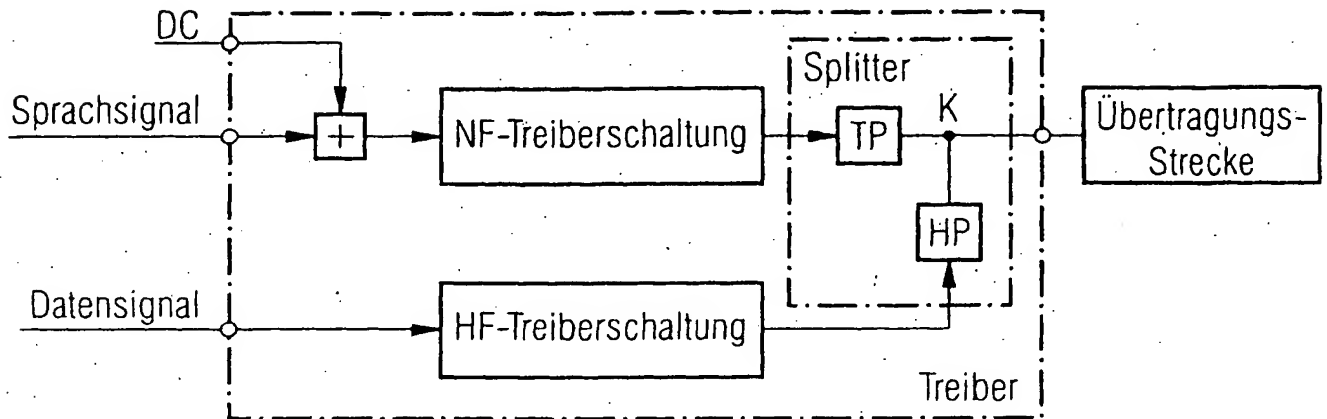 DC
Splitter
Sprachsignal
+
NF-Treiberschaltung
TP
K
Übertragungs-
Strecke
HP
Datensignal
HF-Treiberschaltung
Treiber